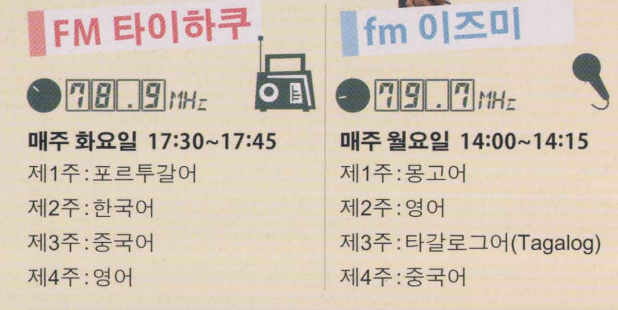 FM 타이하쿠
78.9 MHz
매주 화요일 17:30~17:45
제1주:포르투갈어
제2주:한국어
제3주:중국어
제4주:영어
fm 이즈미
79.7 MHz
매주 월요일 14:00~14:15
제1주:몽고어
제2주:영어
제3주:타갈로그어(Tagalog)
제4주:중국어